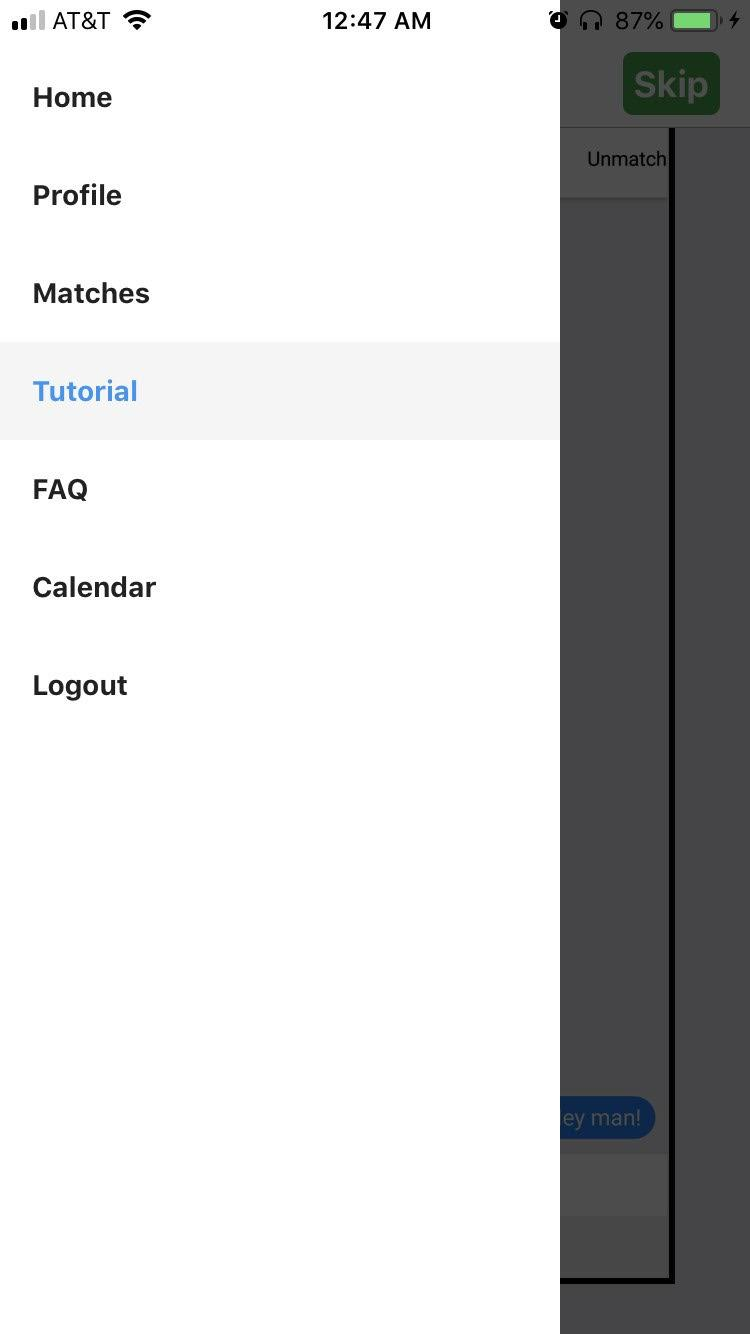 AT&T 12:47 AM 87%
Skip
Home
Unmatch
Profile
Matches
Tutorial
FAQ
Calendar
Logout
ey man!